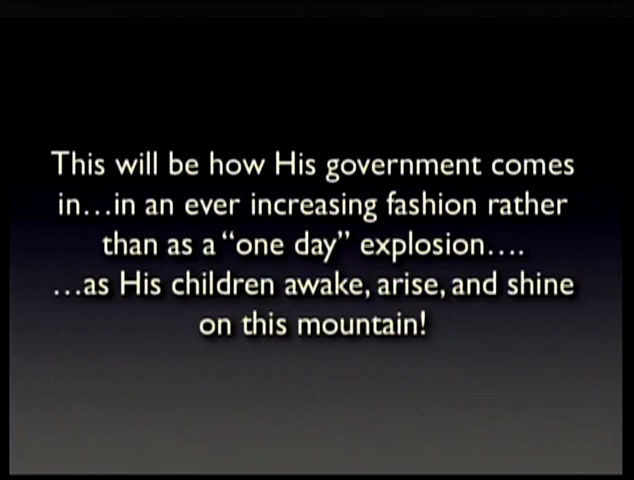 This will be how His government comes
in…in an ever increasing fashion rather
than as a “one day” explosion….
…as His children awake, arise, and shine
on this mountain!